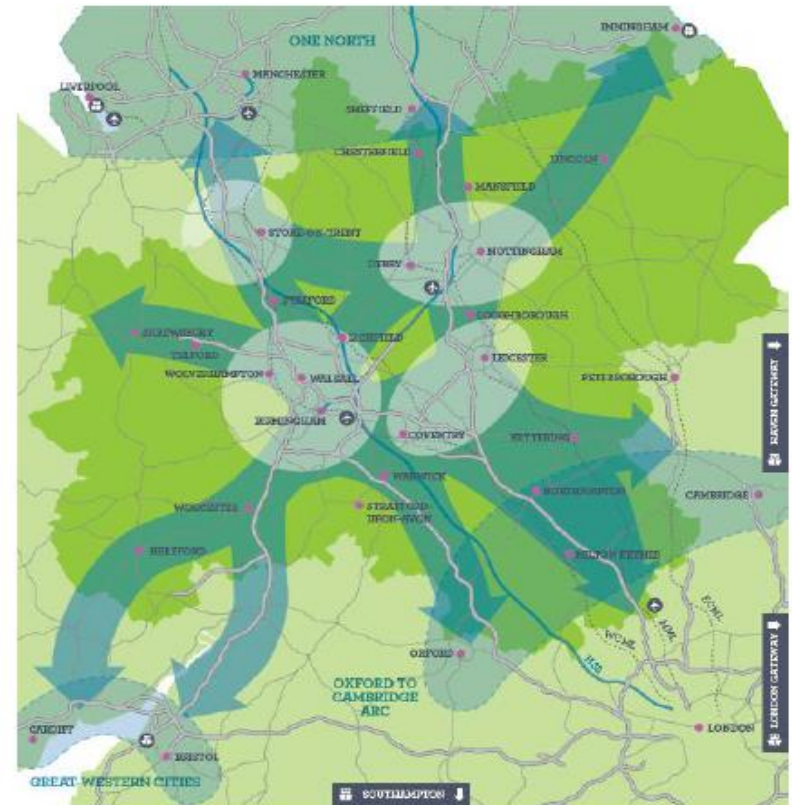 ONE NORTH
IMMINGHAM
MANCHESTER
LIVERPOOL
SHEFFIELD
CHESTERFIELD
LINCOLN
MANSFIELD
STOKE-ON-TRENT
NOTTINGHAM
DERBY
STAFFORD
LOUGHBOROUGH
SHREWSBURY
TELFORD
LICHFIELD
LEICESTER
WOLVERHAMPTON
WALSALL
PETERBOROUGH
HAVEN GATEWAY
BIRMINGHAM
COVENTRY
KETTERING
WARWICK
NORTHAMPTON
CAMBRIDGE
WORCESTER
STRATFORD-
UPON-AVON
HEREFORD
MILTON KEYNES
ECML
MML
WCML
OXFORD
HS2
LONDON GATEWAY
OXFORD TO
CAMBRIDGE
ARC
CARDIFF
LONDON
BRISTOL
GREAT-WESTERN CITIES
SOUTHAMPTON